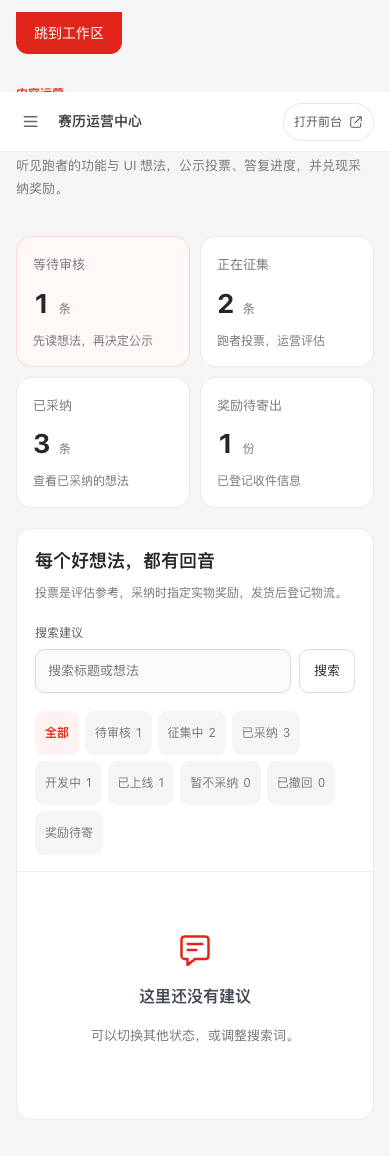 跳到工作区
内容运营
赛历运营中心
打开前台
听见跑者的功能与 UI 想法，公示投票、答复进度，并兑现采
纳奖励。
等待审核
1 条
先读想法，再决定公示
正在征集
2 条
跑者投票，运营评估
已采纳
3 条
查看已采纳的想法
奖励待寄出
1 份
已登记收件信息
每个好想法，都有回音
投票是评估参考，采纳时指定实物奖励，发货后登记物流。
搜索建议
搜索标题或想法
搜索
全部 待审核 1 征集中 2 已采纳 3
开发中 1 已上线 1 暂不采纳 0 已撤回 0
奖励待寄
这里还没有建议
可以切换其他状态，或调整搜索词。